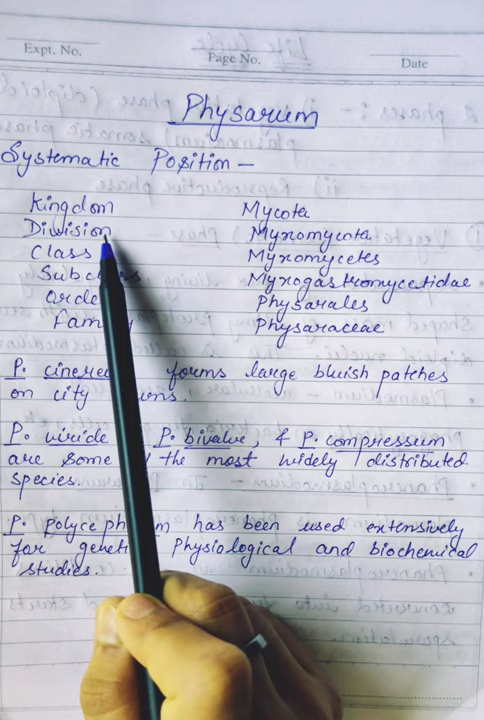 Expt. No.
Page No.
Date
Physarum
Systematic Position –
Kingdom Mycota
Division Myxomycota
Class Myxomycetes
Myxogastromycetidae
Physarales
Family Physaraceae
P. forms large bluish patches
on city
P. viride P. bivalve, & P. compressum
are some the most widely distributed
species.
P. has been used extensively
for Physiological and biochemical
studies.